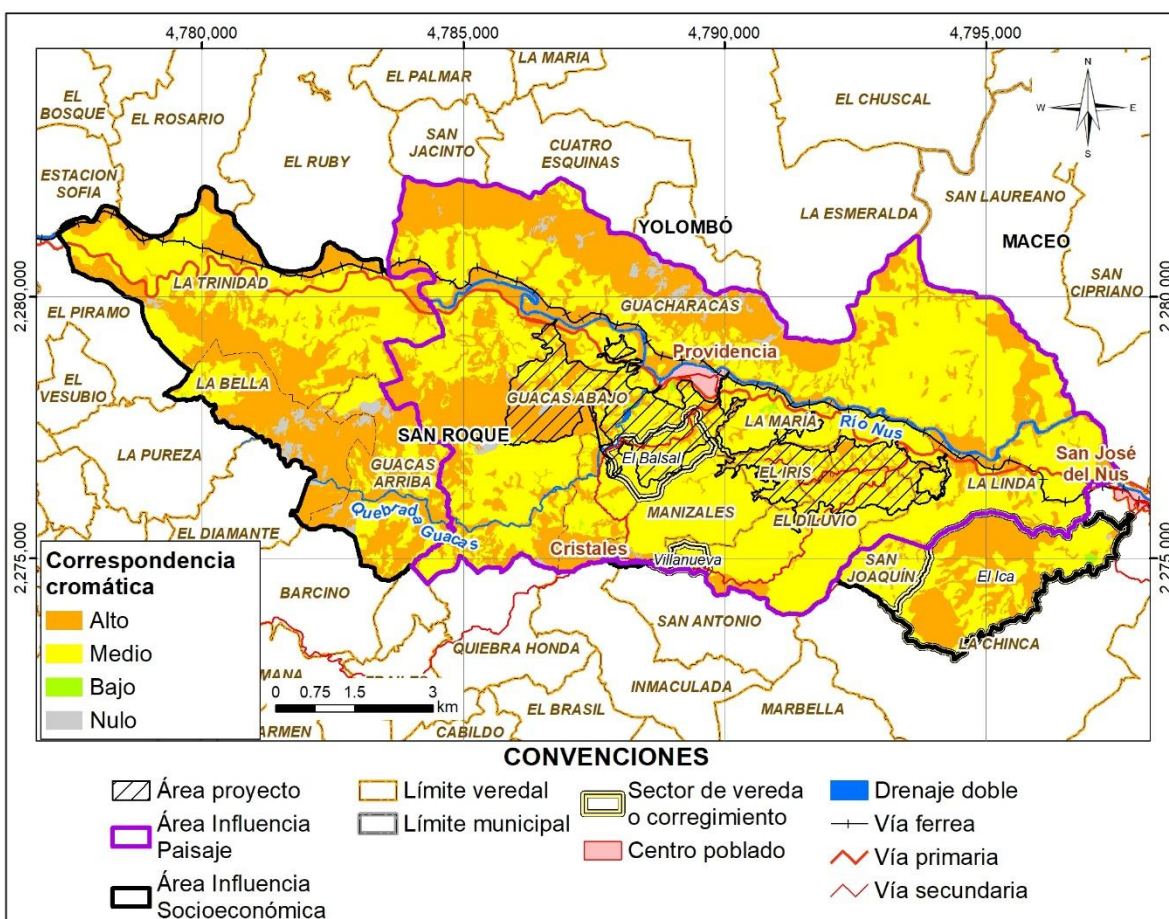 4,780,000
4,785,000
4,790,000
4,795,000
LA MARIA
EL PALMAR
EL CHUSCAL
N
W
E
S
EL
BOSQUE
EL ROSARIO
SAN
JACINTO
CUATRO
ESQUINAS
EL RUBY
ESTACION
SOFIA
SAN LAUREANO
LA ESMERALDA
YOLOMBÓ
MACEO
SAN
CIPRIANO
2,280,000
2,280,000
LA TRINIDAD
GUACHARACAS
EL PIRAMO
Providencia
EL
VESUBIO
LA BELLA
GUACAS ABAJO
LA MARÍA
Río Nus
SAN ROQUE
El Balsal
LA PUREZA
GUACAS
ARRIBA
EL IRIS
San José
del Nus
LA LINDA
Quebrada
Guacas
MANIZALES
EL DILUVIO
EL DIAMANTE
2,275,000
2,275,000
Cristales
Villanueva
SAN
JOAQUÍN
El Ica
BARCINO
SAN ANTONIO
LA CHINCA
QUIEBRA HONDA
INMACULADA
MARBELLA
EL BRASIL
CABILDO
Correspondencia
cromática
Alto
Medio
Bajo
Nulo
0 0.75 1.5 3
km
CONVENCIONES
Área proyecto
Área Influencia
Paisaje
Área Influencia
Socioeconómica
Límite veredal
Límite municipal
Sector de vereda
o corregimiento
Centro poblado
Drenaje doble
Vía ferrea
Vía primaria
Vía secundaria